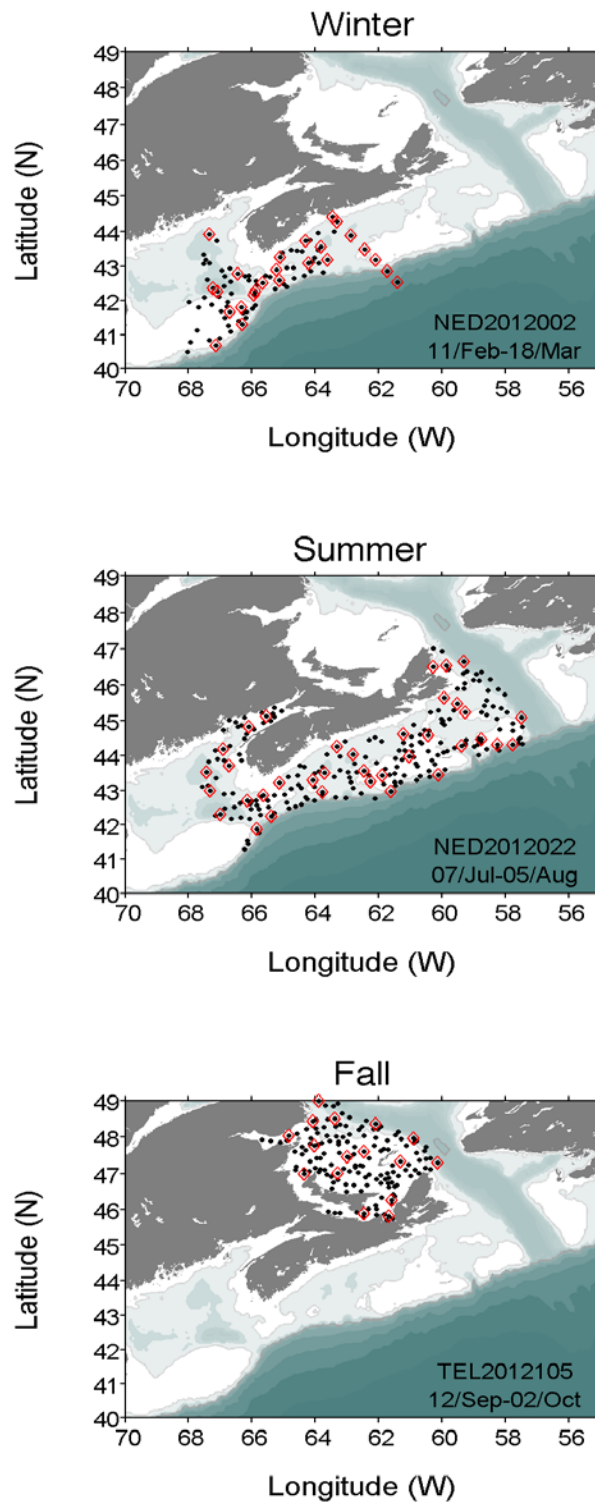 Winter
49
48
47
46
45
44
43
42
41
40
Latitude (N)
NED2012002
11/Feb-18/Mar
70 68 66 64 62 60 58 56
Longitude (W)
Summer
49
48
47
46
45
44
43
42
41
40
Latitude (N)
NED2012022
07/Jul-05/Aug
70 68 66 64 62 60 58 56
Longitude (W)
Fall
49
48
47
46
45
44
43
42
41
40
Latitude (N)
TEL2012105
12/Sep-02/Oct
70 68 66 64 62 60 58 56
Longitude (W)